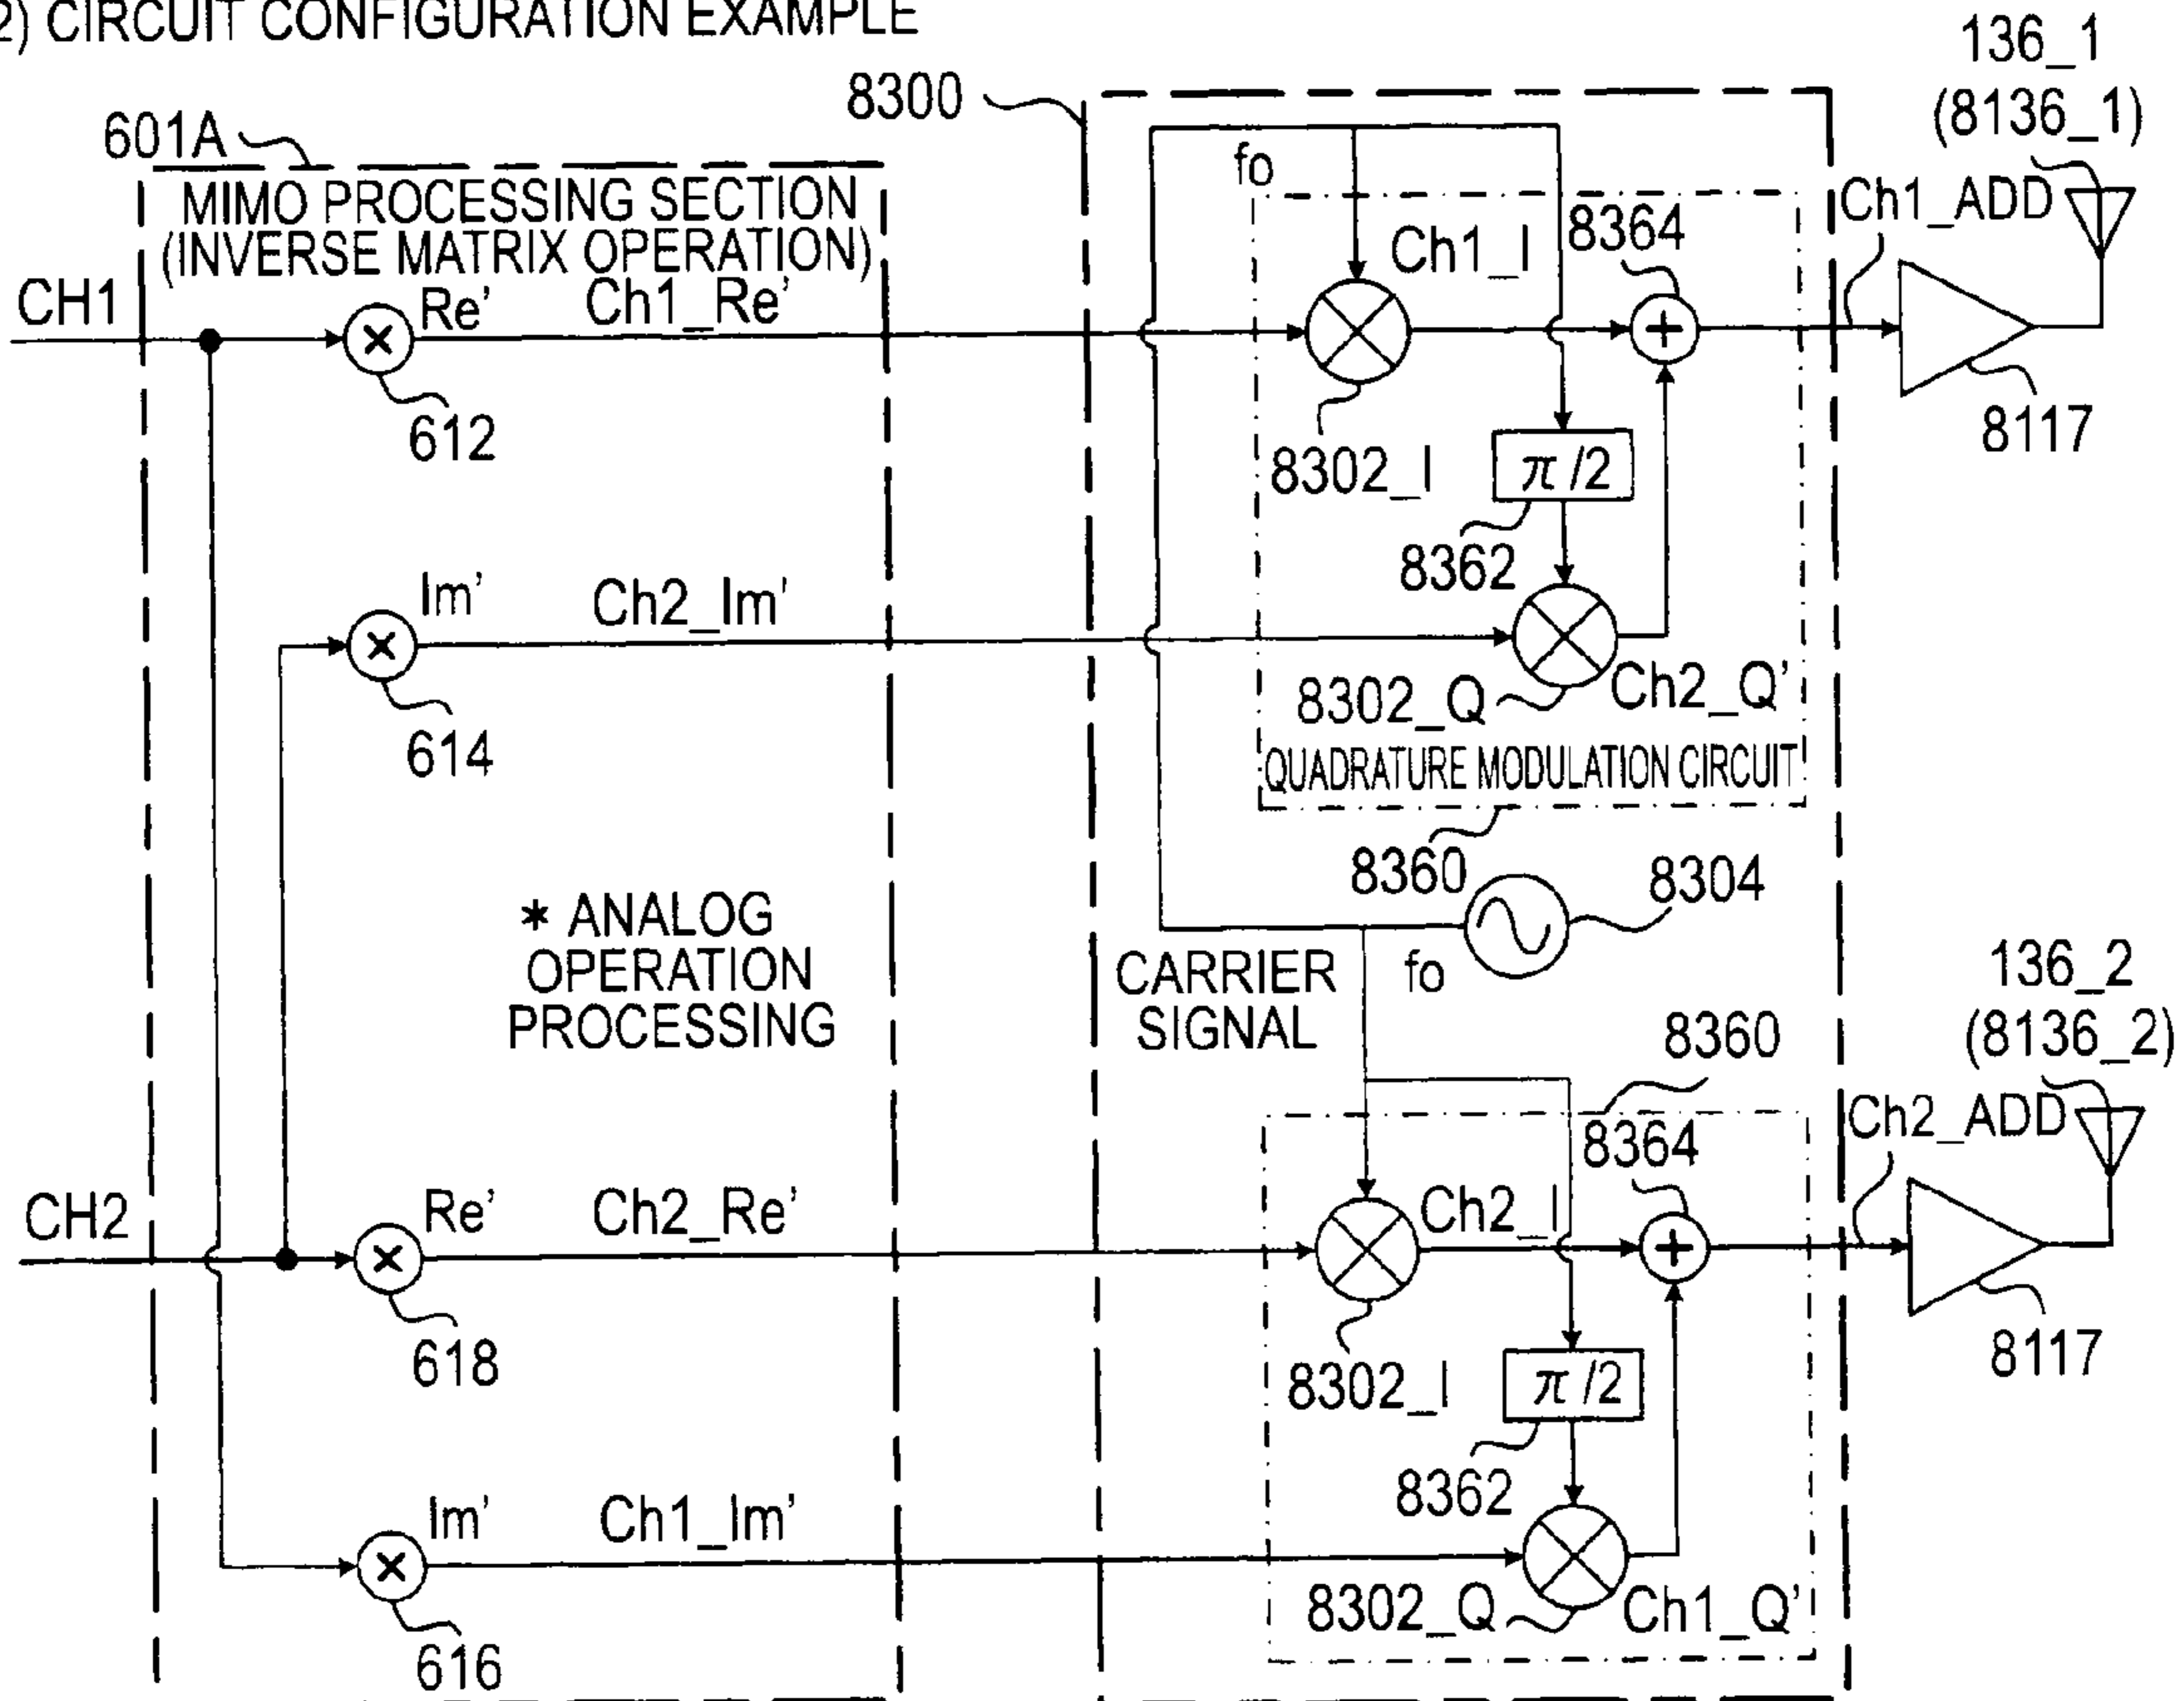 2) CIRCUIT CONFIGURATION EXAMPLE
136_1
(8136_1)
8300
601A
MIMO PROCESSING SECTION
(INVERSE MATRIX OPERATION)
fo
Ch1_I
8364
Ch1_ADD
CH1
Re'
Ch1_Re'
×
+
612
8302_I
π/2
8117
8362
Im'
Ch2_Im'
×
614
8302_Q
Ch2_Q'
QUADRATURE MODULATION CIRCUIT
8360
8304
* ANALOG
OPERATION
PROCESSING
CARRIER
SIGNAL
fo
136_2
(8136_2)
8360
8364
Ch2_ADD
CH2
Re'
Ch2_Re'
×
Ch2_I
+
618
8302_I
π/2
8117
8362
Im'
Ch1_Im'
×
616
8302_Q
Ch1_Q'